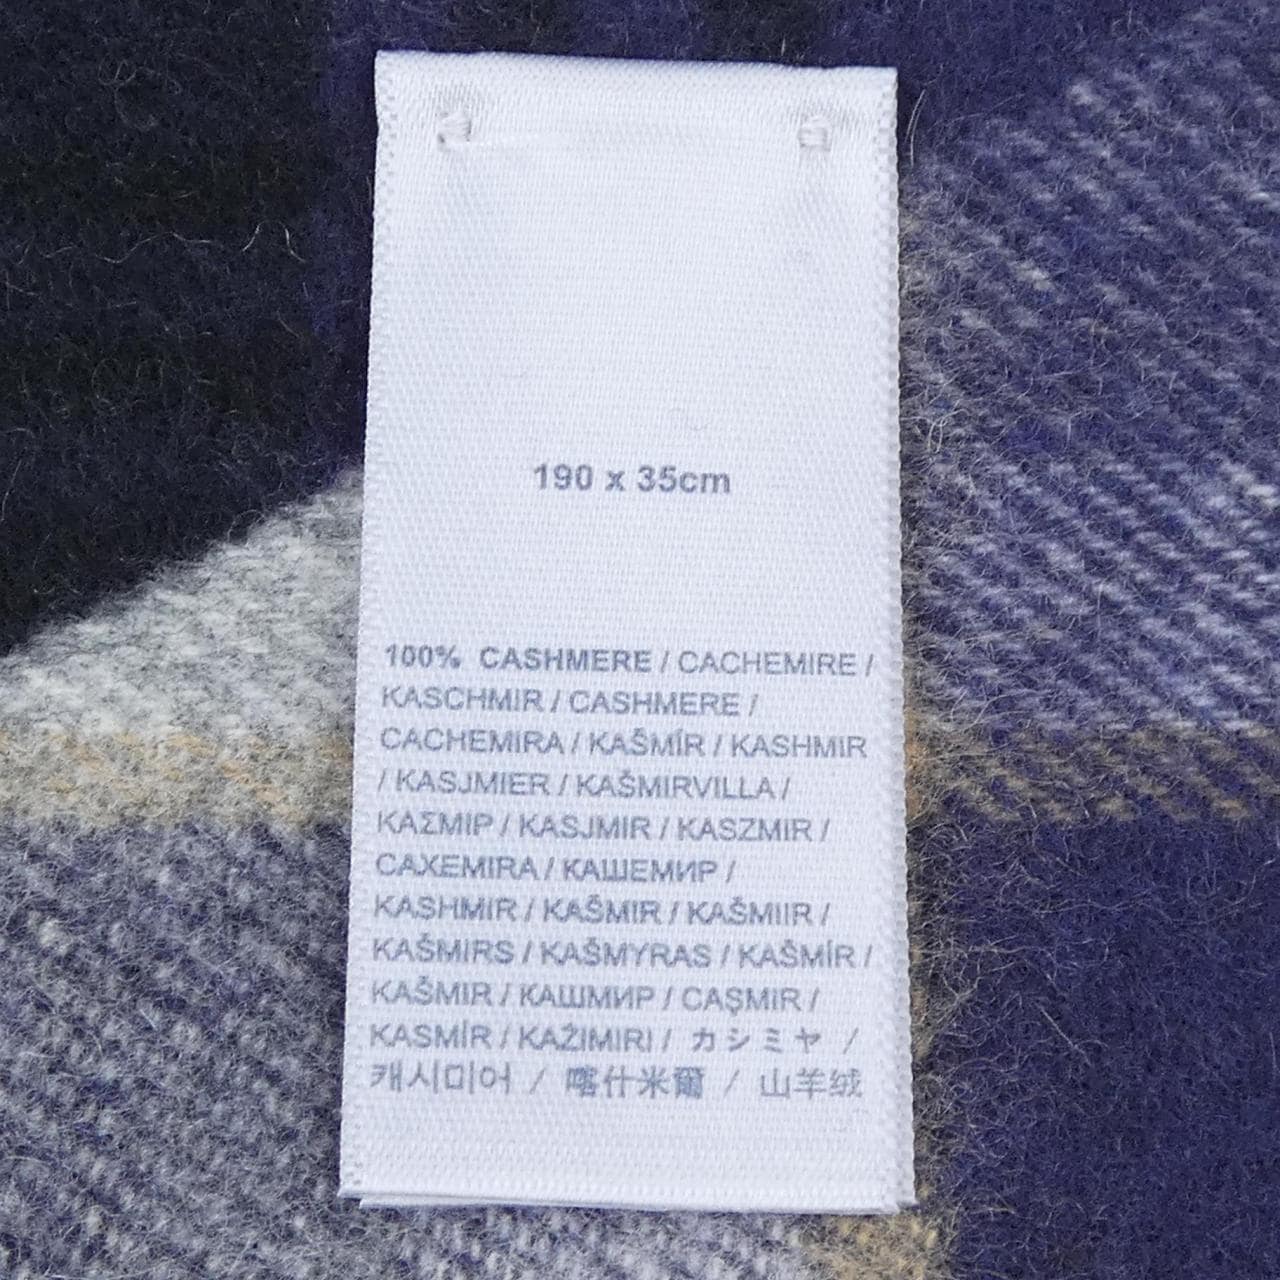 190 x 35cm
100% CASHMERE / CACHEMIRE /
KASCHMIR / CASHMERE /
CACHEMIRA / KAŠMÍR / KASHMIR
/ KASJMIER / KAŠMIRVILLA /
ΚΑΣΜΙΡ / KASJMIR / KASZMIR /
CAXEMIRA / КАШЕМИР /
KASHMIR / KAŠMIR / KAŠMIIR /
KAŠMIRS / KAŠMYRAS / KAŠMÍR /
KAŠMIR / КАШМИР / CAŞMIR /
KASMÍR / KAŻIMIRI / カシミヤ /
캐시미어 / 喀什米爾 / 山羊绒